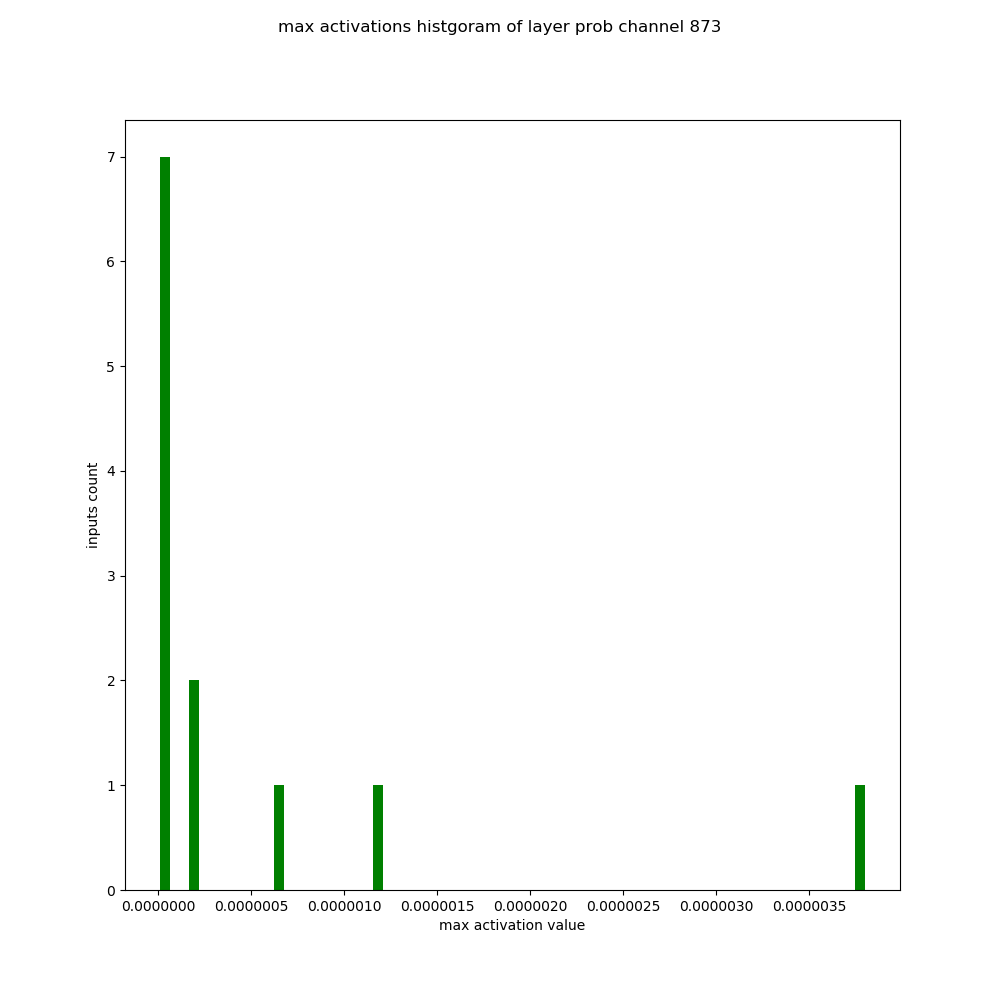 max activations histgoram of layer prob channel 873
7
6
5
4
3
2
1
0
inputs count
0.0000000 0.0000005 0.0000010 0.0000015 0.0000020 0.0000025 0.0000030 0.0000035
max activation value